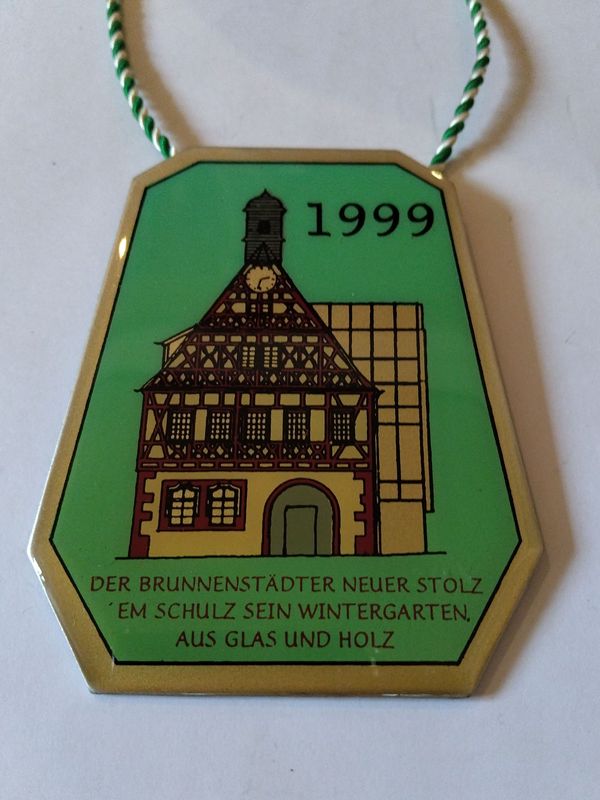 1999
DER BRUNNENSTÄDTER NEUER STOLZ
´EM SCHULZ SEIN WINTERGARTEN,
AUS GLAS UND HOLZ